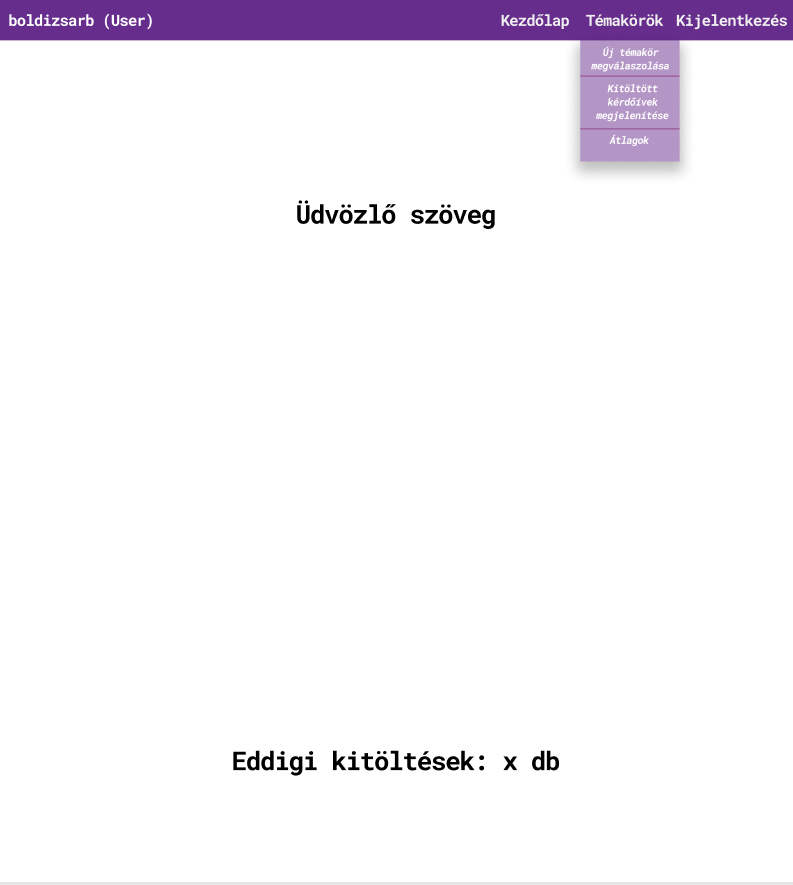 boldizsarb (User) Kezdőlap Témakörök Kijelentkezés
Új témakör
megválaszolása
Kitöltött
kérdőívek
megjelenítése
Átlagok
Üdvözlő szöveg
Eddigi kitöltések: x db